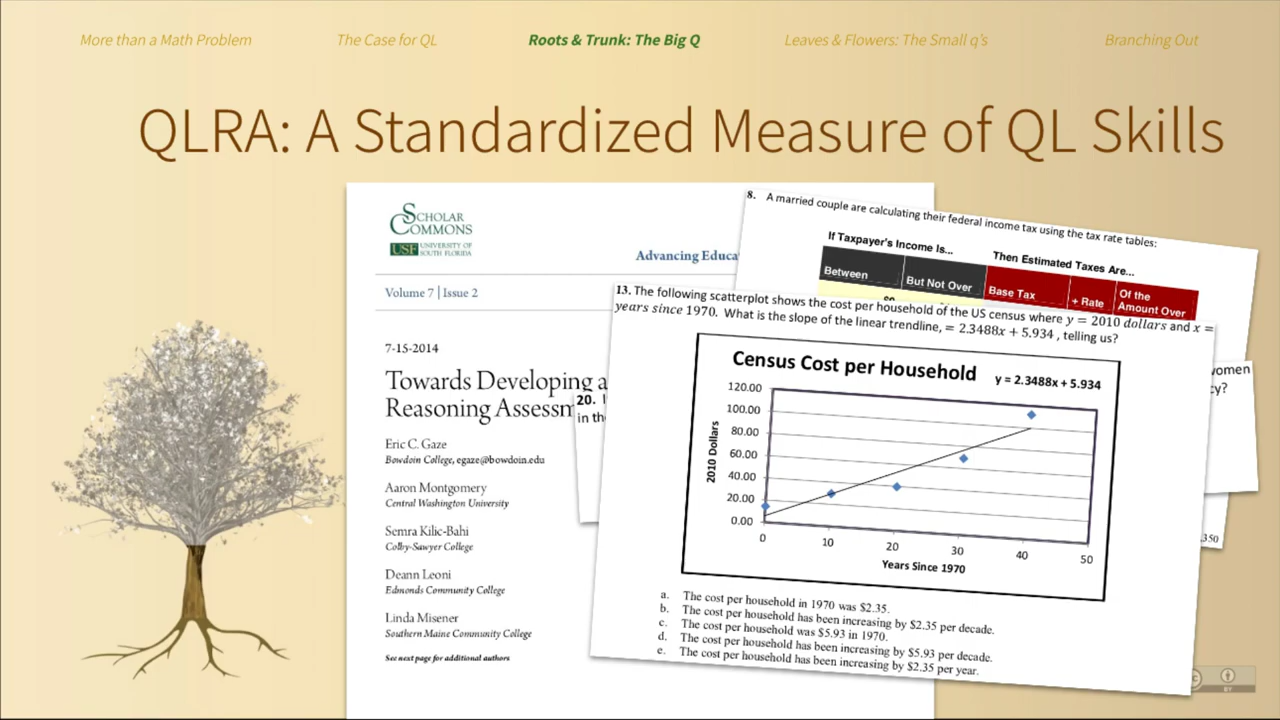 More than a Math Problem
The Case for QL
Roots & Trunk: The Big Q
Leaves & Flowers: The Small q's
Branching Out
QLRA: A Standardized Measure of QL Skills
SCHOLAR
COMMONS
USF UNIVERSITY OF
SOUTH FLORIDA
Advancing Educa
Volume 7 | Issue 2
7-15-2014
Towards Developing a
Reasoning Assessm
Eric C. Gaze
Bowdoin College, egaze@bowdoin.edu
Aaron Montgomery
Central Washington University
Semra Kilic-Bahi
Colby-Sawyer College
Deann Leoni
Edmonds Community College
Linda Misener
Southern Maine Community College
See next page for additional authors
8. A married couple are calculating their federal income tax using the tax rate tables:
If Taxpayer's Income Is...
Then Estimated Taxes Are...
Between
But Not Over
Base Tax
+ Rate
Of the
Amount Over
$0
20.
in th
women
cy?
350
13. The following scatterplot shows the cost per household of the US census where y = 2010 dollars and x =
years since 1970. What is the slope of the linear trendline, = 2.3488x + 5.934 , telling us?
Census Cost per Household
y = 2.3488x + 5.934
2010 Dollars
120.00
100.00
80.00
60.00
40.00
20.00
0.00
0
10
20
30
40
50
Years Since 1970
a. The cost per household in 1970 was $2.35.
b. The cost per household has been increasing by $2.35 per decade.
c. The cost per household was $5.93 in 1970.
d. The cost per household has been increasing by $5.93 per decade.
e. The cost per household has been increasing by $2.35 per year.
BY